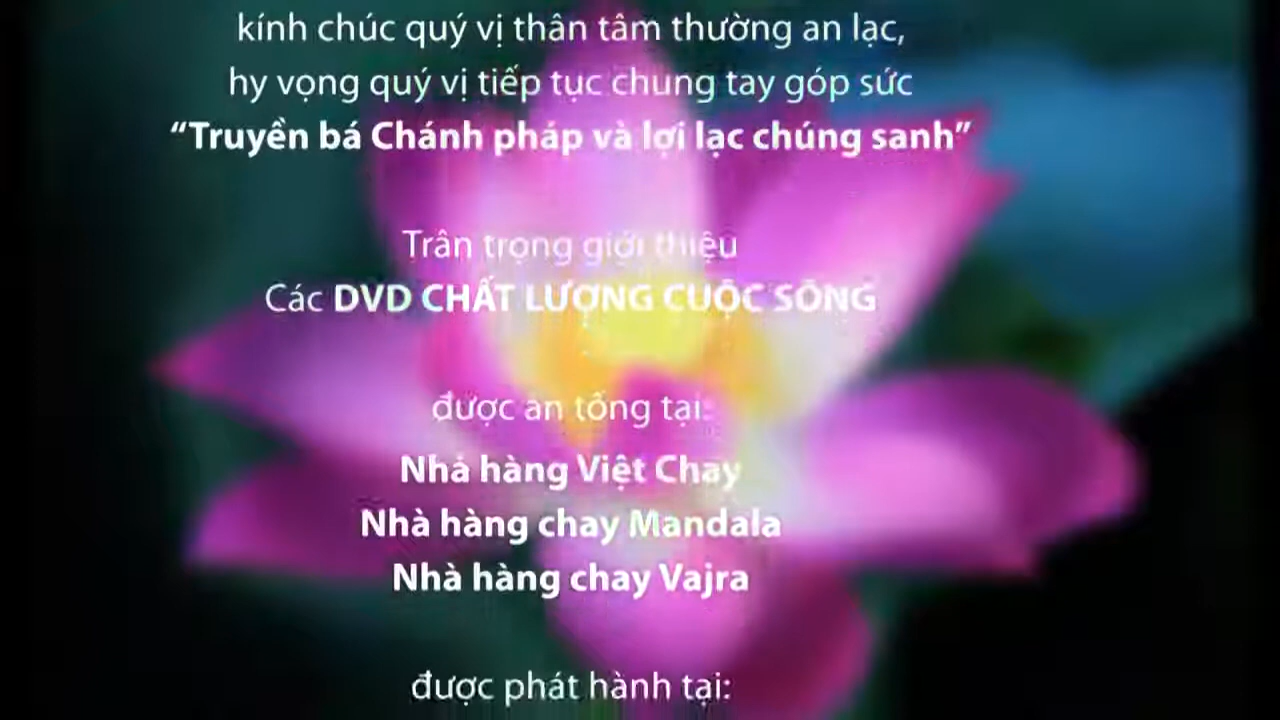 kính chúc quý vị thân tâm thường an lạc,
hy vọng quý vị tiếp tục chung tay góp sức
“Truyền bá Chánh pháp và lợi lạc chúng sanh”
Trân trọng giới thiệu
Các DVD CHẤT LƯỢNG CUỘC SỐNG
được an tống tại:
Nhà hàng Việt Chay
Nhà hàng chay Mandala
Nhà hàng chay Vajra
được phát hành tại: